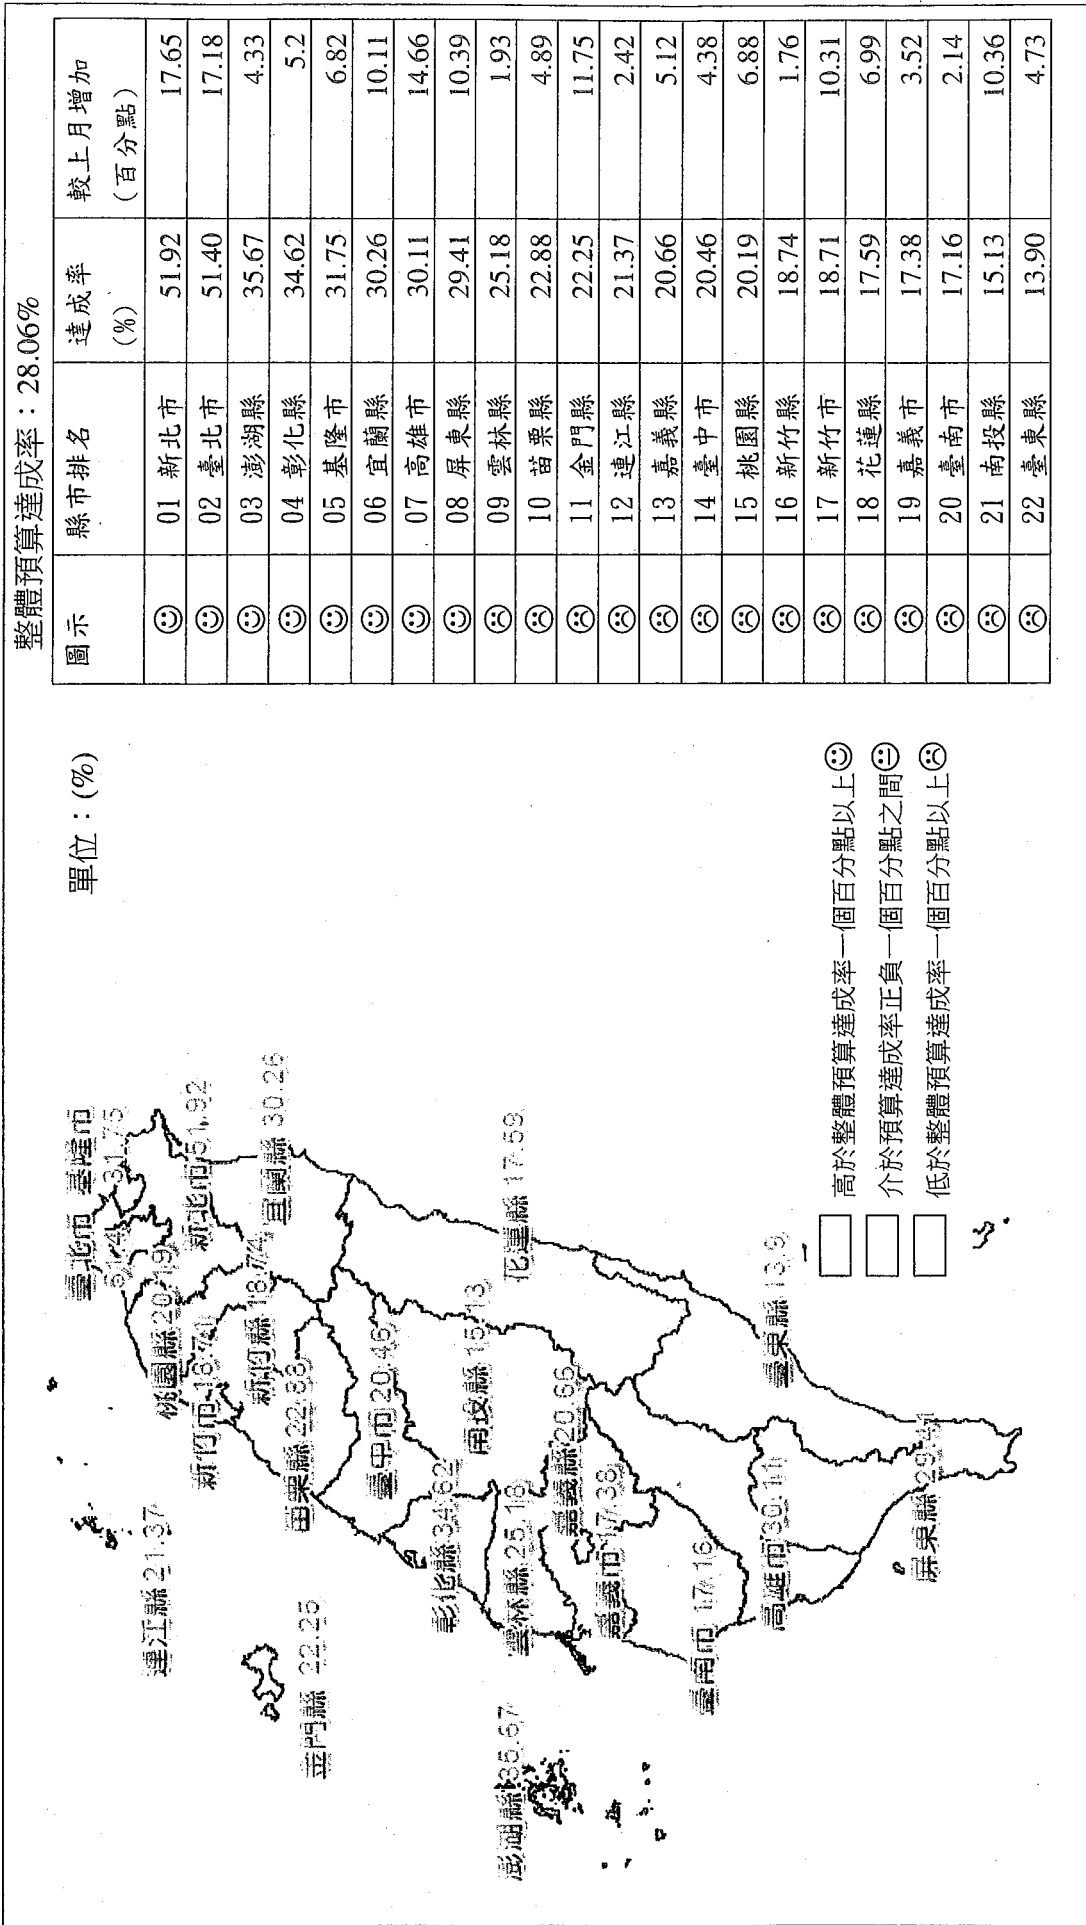 整體預算達成率：28.06%
單位：(%)
圖示 縣市排名 達成率(%) 較上月增加(百分點)
☺ 01 新北市 51.92 17.65
☺ 02 臺北市 51.40 17.18
☺ 03 澎湖縣 35.67 4.33
☺ 04 彰化縣 34.62 5.2
☺ 05 基隆市 31.75 6.82
☺ 06 宜蘭縣 30.26 10.11
☺ 07 高雄市 30.11 14.66
☺ 08 屏東縣 29.41 10.39
☹ 09 雲林縣 25.18 1.93
☹ 10 苗栗縣 22.88 4.89
☹ 11 金門縣 22.25 11.75
☹ 12 連江縣 21.37 2.42
☹ 13 嘉義縣 20.66 5.12
☹ 14 臺中市 20.46 4.38
☹ 15 桃園縣 20.19 6.88
☹ 16 新竹縣 18.74 1.76
☹ 17 新竹市 18.71 10.31
☹ 18 花蓮縣 17.59 6.99
☹ 19 嘉義市 17.38 3.52
☹ 20 臺南市 17.16 2.14
☹ 21 南投縣 15.13 10.36
☹ 22 臺東縣 13.90 4.73
臺北市 基隆市
51.4 31.75
連江縣 21.37
桃園縣 20.19
新北市 51.92
新竹市 18.71
新竹縣 18.74
宜蘭縣 30.26
金門縣 22.25
苗栗縣 22.88
臺中市 20.46
彰化縣 34.62
南投縣 15.13
澎湖縣 35.67
雲林縣 25.18
花蓮縣 17.59
嘉義縣 20.66
嘉義市 17.38
臺南市 17.16
高雄市 30.11
臺東縣 13.9
屏東縣 29.41
高於整體預算達成率一個百分點以上☺
介於預算達成率正負一個百分點之間😐
低於整體預算達成率一個百分點以上☹